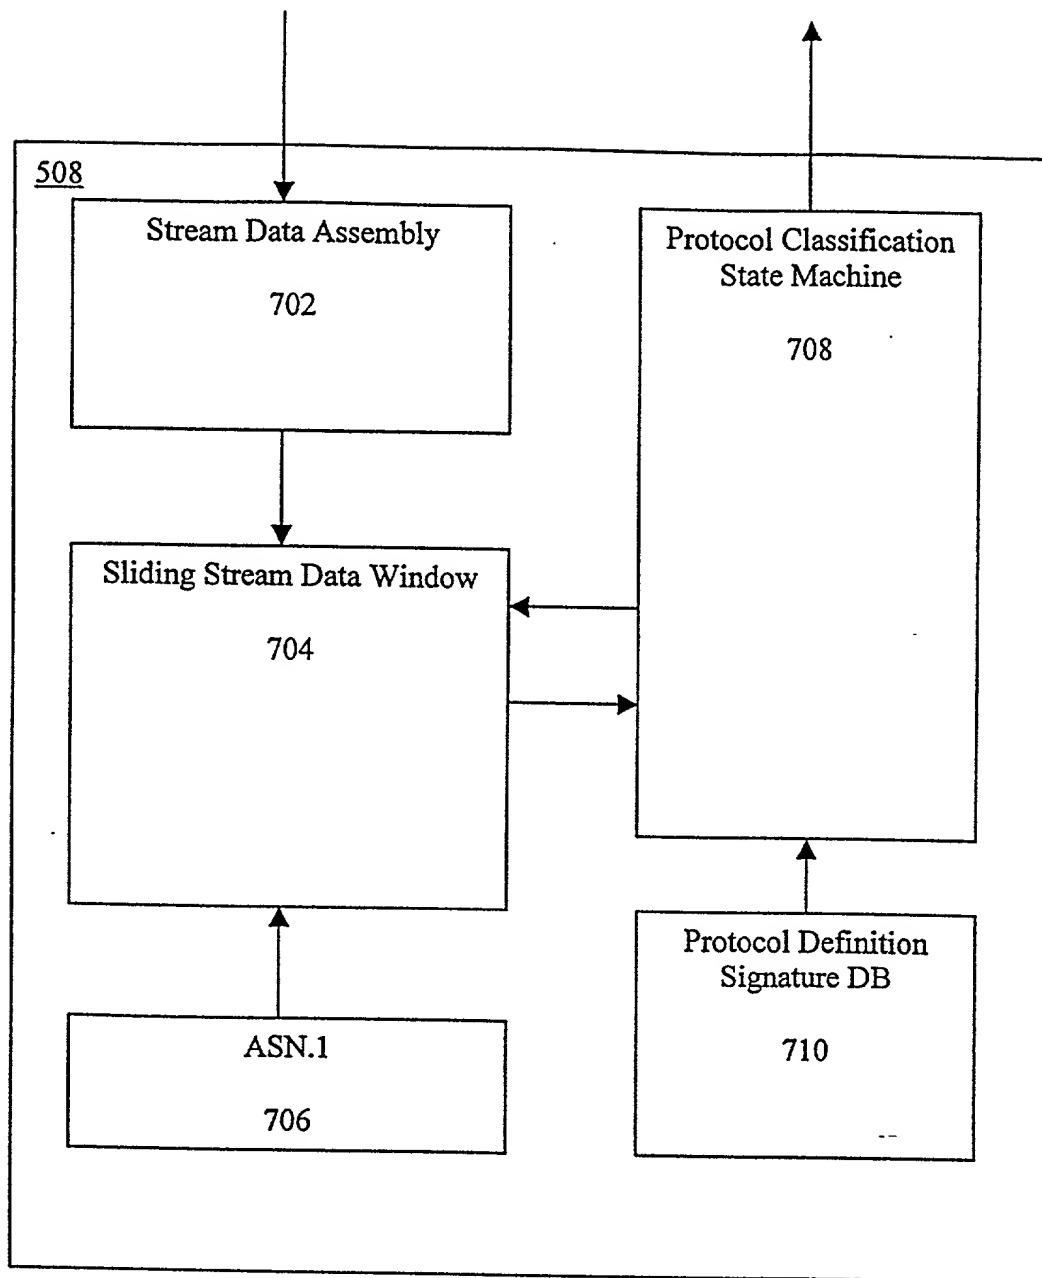 508
Stream Data Assembly
702
Protocol Classification
State Machine
708
Sliding Stream Data Window
704
ASN.1
706
Protocol Definition
Signature DB
710